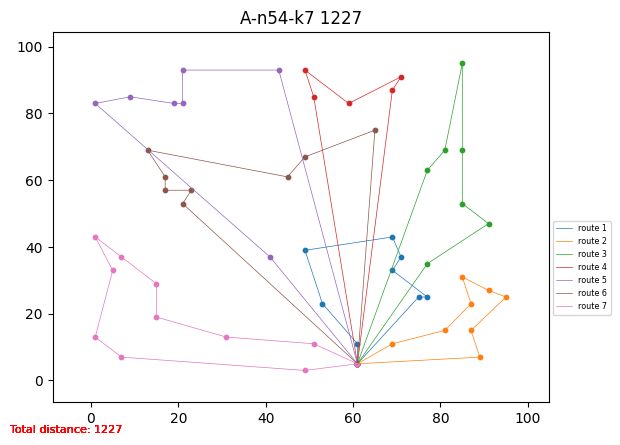 A-n54-k7 1227
100
80
60
40
20
0
0 20 40 60 80 100
route 1
route 2
route 3
route 4
route 5
route 6
route 7
Total distance: 1227